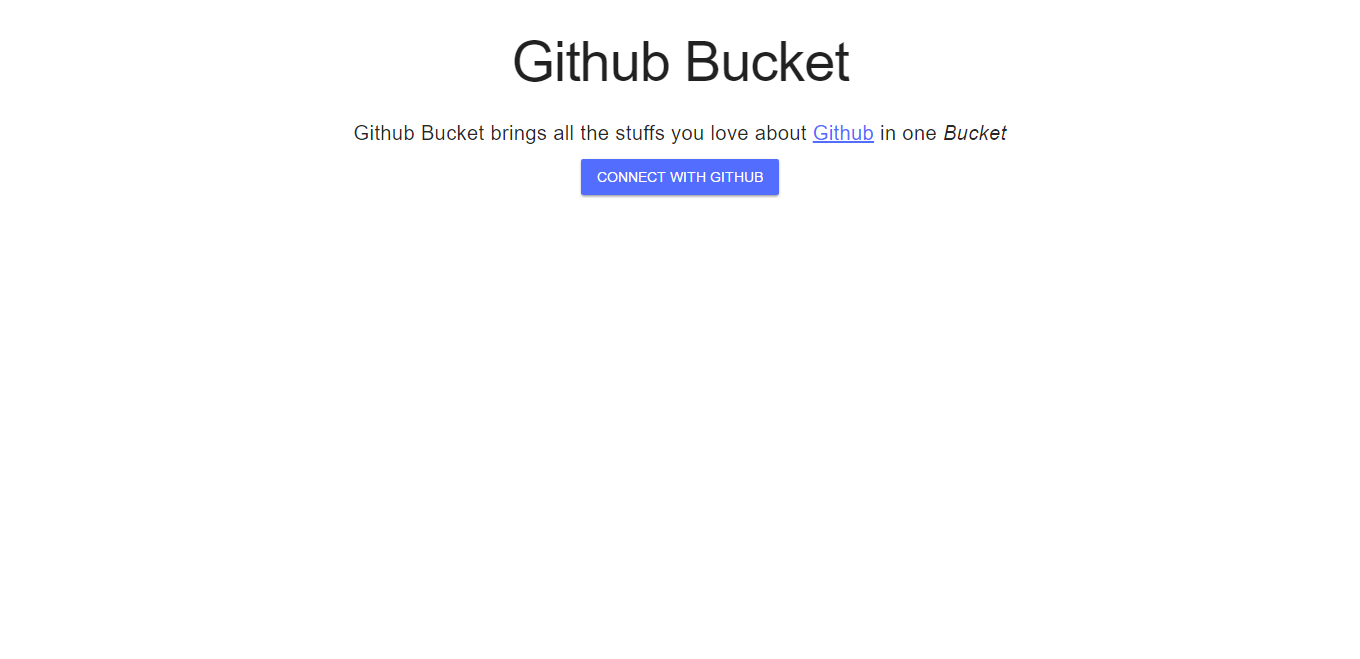 Github Bucket
Github Bucket brings all the stuffs you love about Github in one Bucket
CONNECT WITH GITHUB